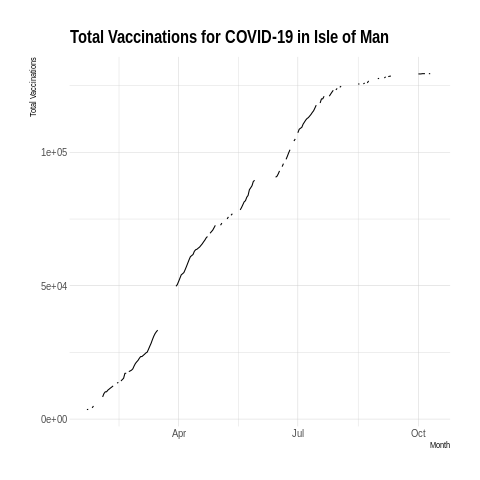 Total Vaccinations for COVID-19 in Isle of Man
Total Vaccinations
1e+05
5e+04
0e+00
Apr
Jul
Oct
Month